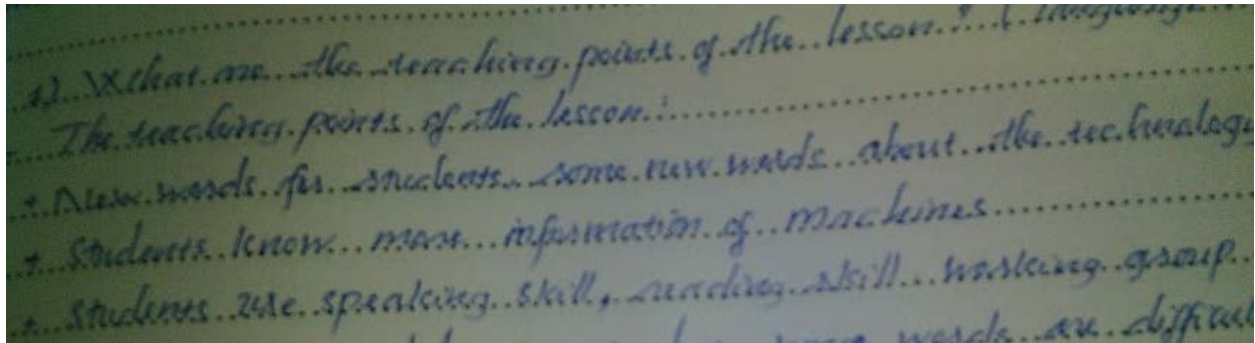 1). What are the teaching points of the lesson? (language
The teaching points of the lesson:
+ New words for students some new words about the technology
+ Students know more information of machines
+ Students use speaking skill, reading skill working group
words are difficul